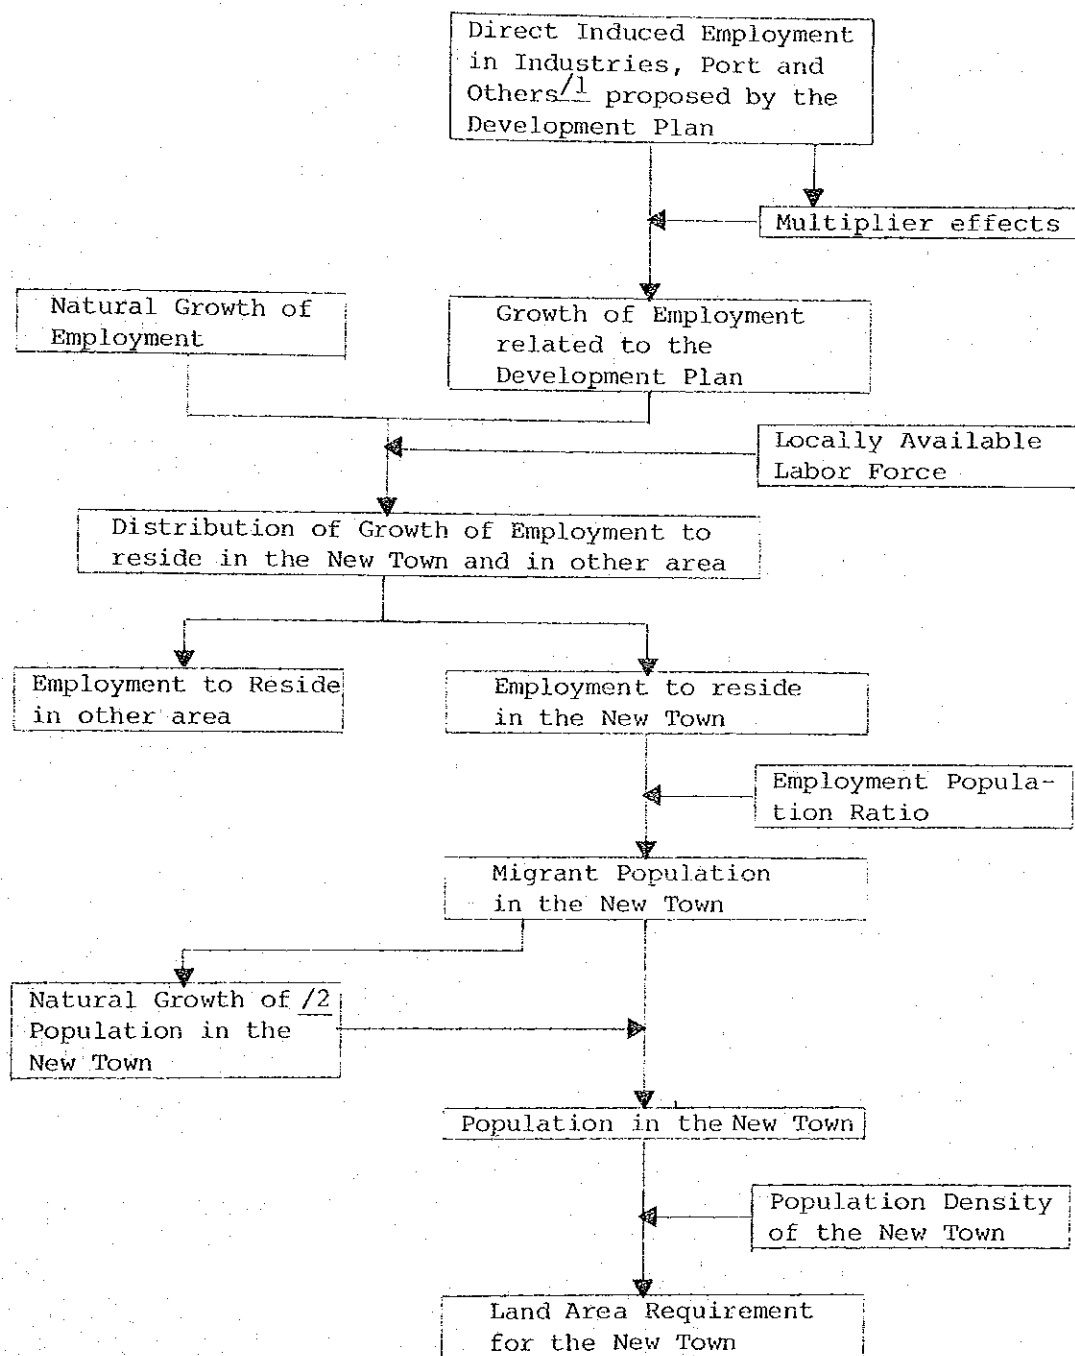 Direct Induced Employment
in Industries, Port and
Others/1 proposed by the
Development Plan
Multiplier effects
Natural Growth of
Employment
Growth of Employment
related to the
Development Plan
Locally Available
Labor Force
Distribution of Growth of Employment to
reside in the New Town and in other area
Employment to Reside
in other area
Employment to reside
in the New Town
Employment Popula-
tion Ratio
Migrant Population
in the New Town
Natural Growth of /2
Population in the
New Town
Population in the New Town
Population Density
of the New Town
Land Area Requirement
for the New Town